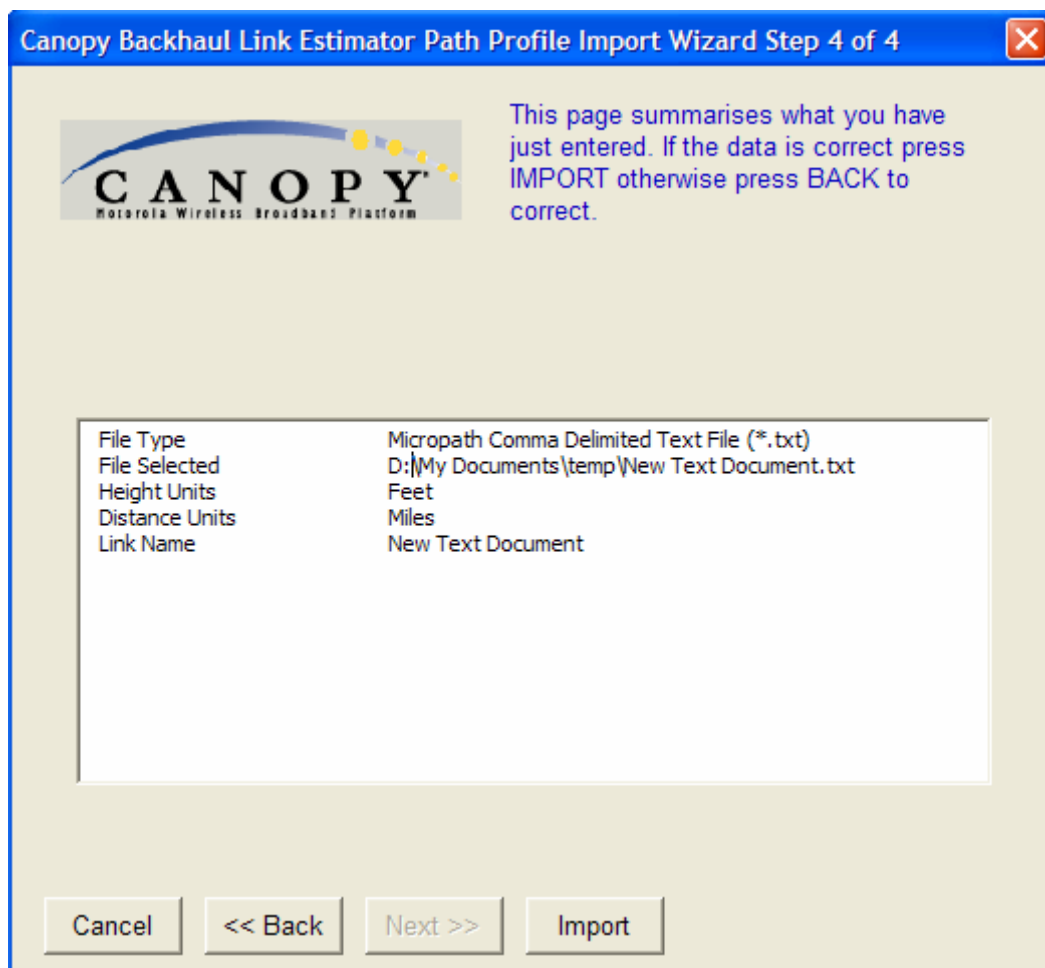 Canopy Backhaul Link Estimator Path Profile Import Wizard Step 4 of 4
CANOPY
Motorola Wireless Broadband Platform
This page summarises what you have
just entered. If the data is correct press
IMPORT otherwise press BACK to
correct.
File Type Micropath Comma Delimited Text File (*.txt)
File Selected D:\My Documents\temp\New Text Document.txt
Height Units Feet
Distance Units Miles
Link Name New Text Document
Cancel << Back Next >> Import